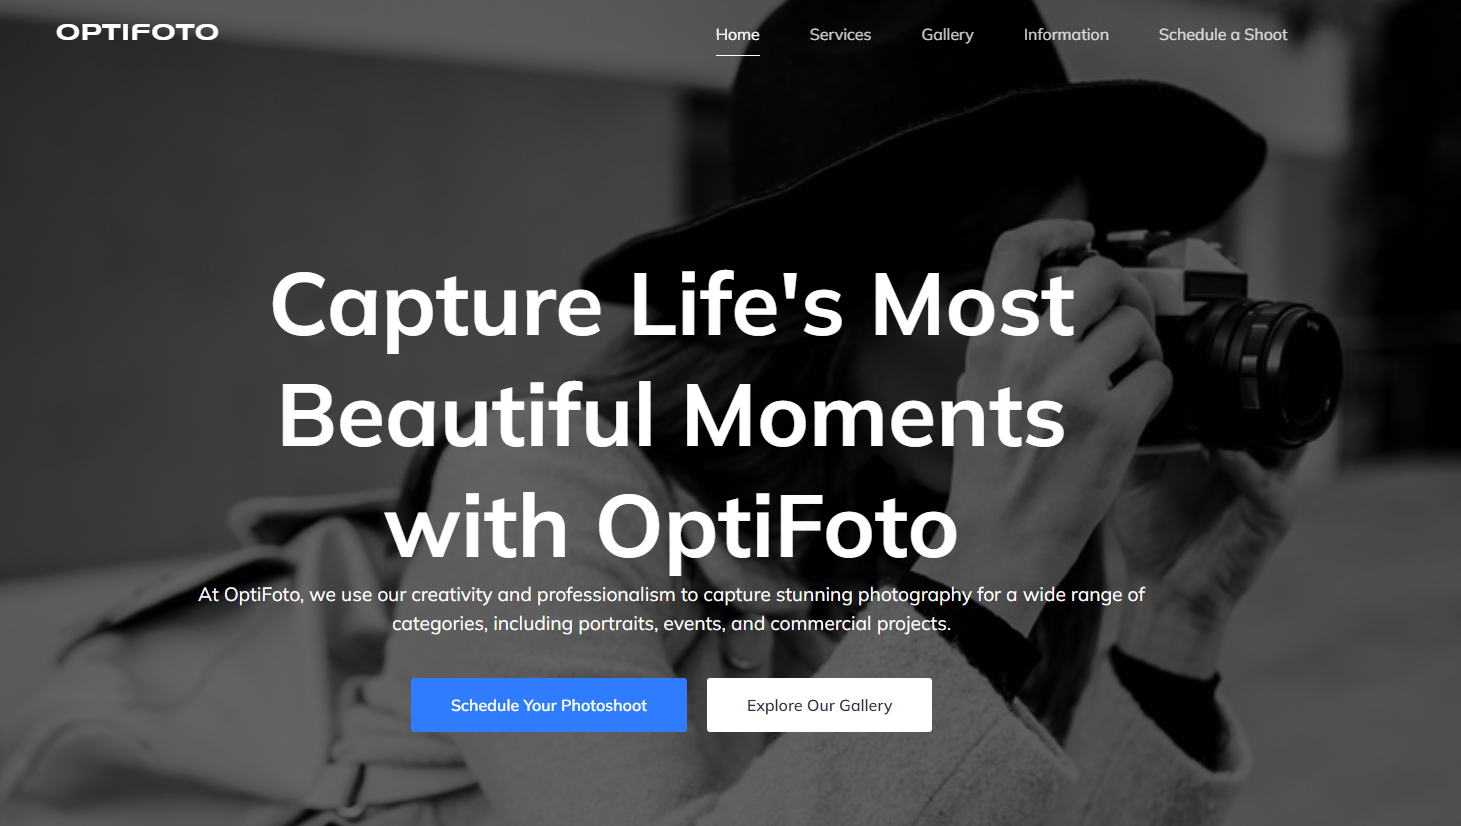 OPTIFOTO
Home Services Gallery Information Schedule a Shoot
Capture Life's Most
Beautiful Moments
with OptiFoto
At OptiFoto, we use our creativity and professionalism to capture stunning photography for a wide range of
categories, including portraits, events, and commercial projects.
Schedule Your Photoshoot Explore Our Gallery